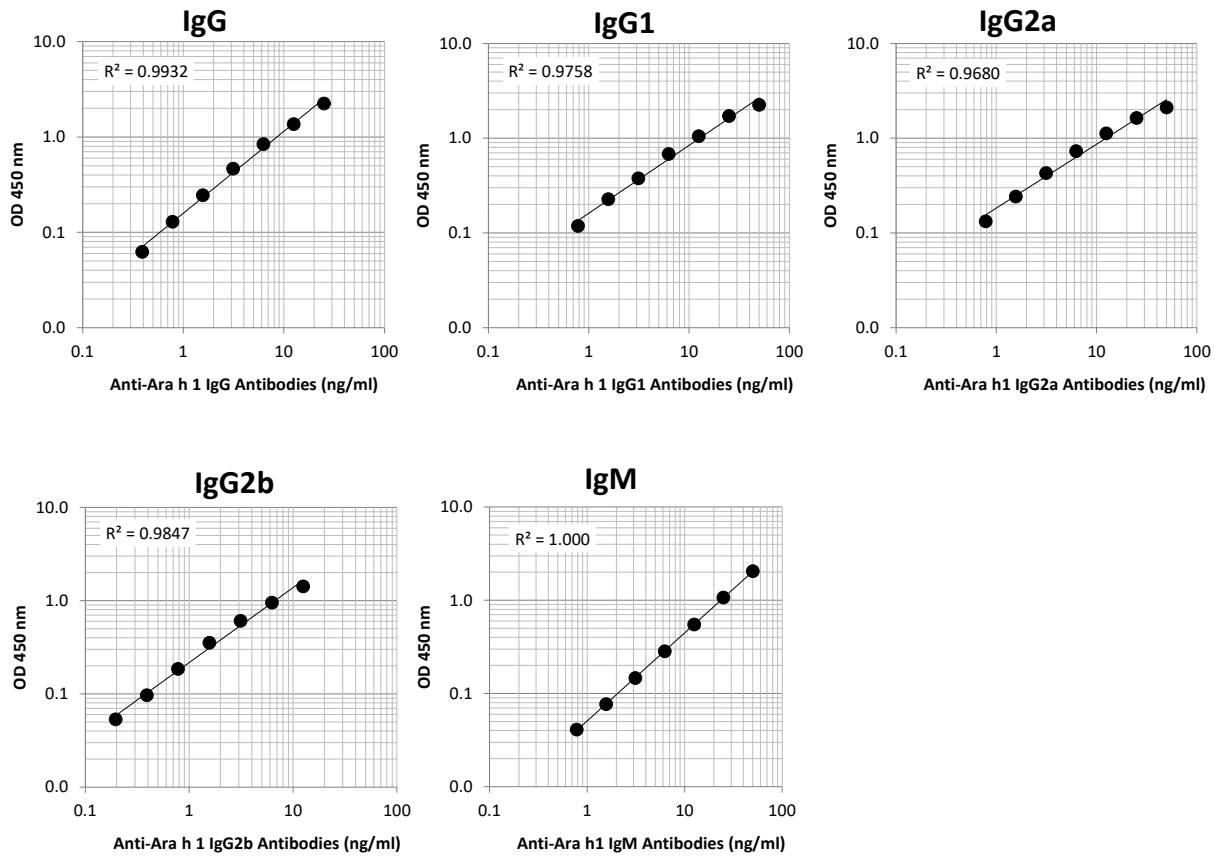 IgG
10.0
R² = 0.9932
1.0
OD 450 nm
0.1
0.0
0.1 1 10 100
Anti-Ara h 1 IgG Antibodies (ng/ml)
IgG1
10.0
R² = 0.9758
1.0
OD 450 nm
0.1
0.0
0.1 1 10 100
Anti-Ara h 1 IgG1 Antibodies (ng/ml)
IgG2a
10.0
R² = 0.9680
1.0
OD 450 nm
0.1
0.0
0.1 1 10 100
Anti-Ara h1 IgG2a Antibodies (ng/ml)
IgG2b
10.0
R² = 0.9847
1.0
OD 450 nm
0.1
0.0
0.1 1 10 100
Anti-Ara h 1 IgG2b Antibodies (ng/ml)
IgM
10.0
R² = 1.000
1.0
OD 450 nm
0.1
0.0
0.1 1 10 100
Anti-Ara h1 IgM Antibodies (ng/ml)